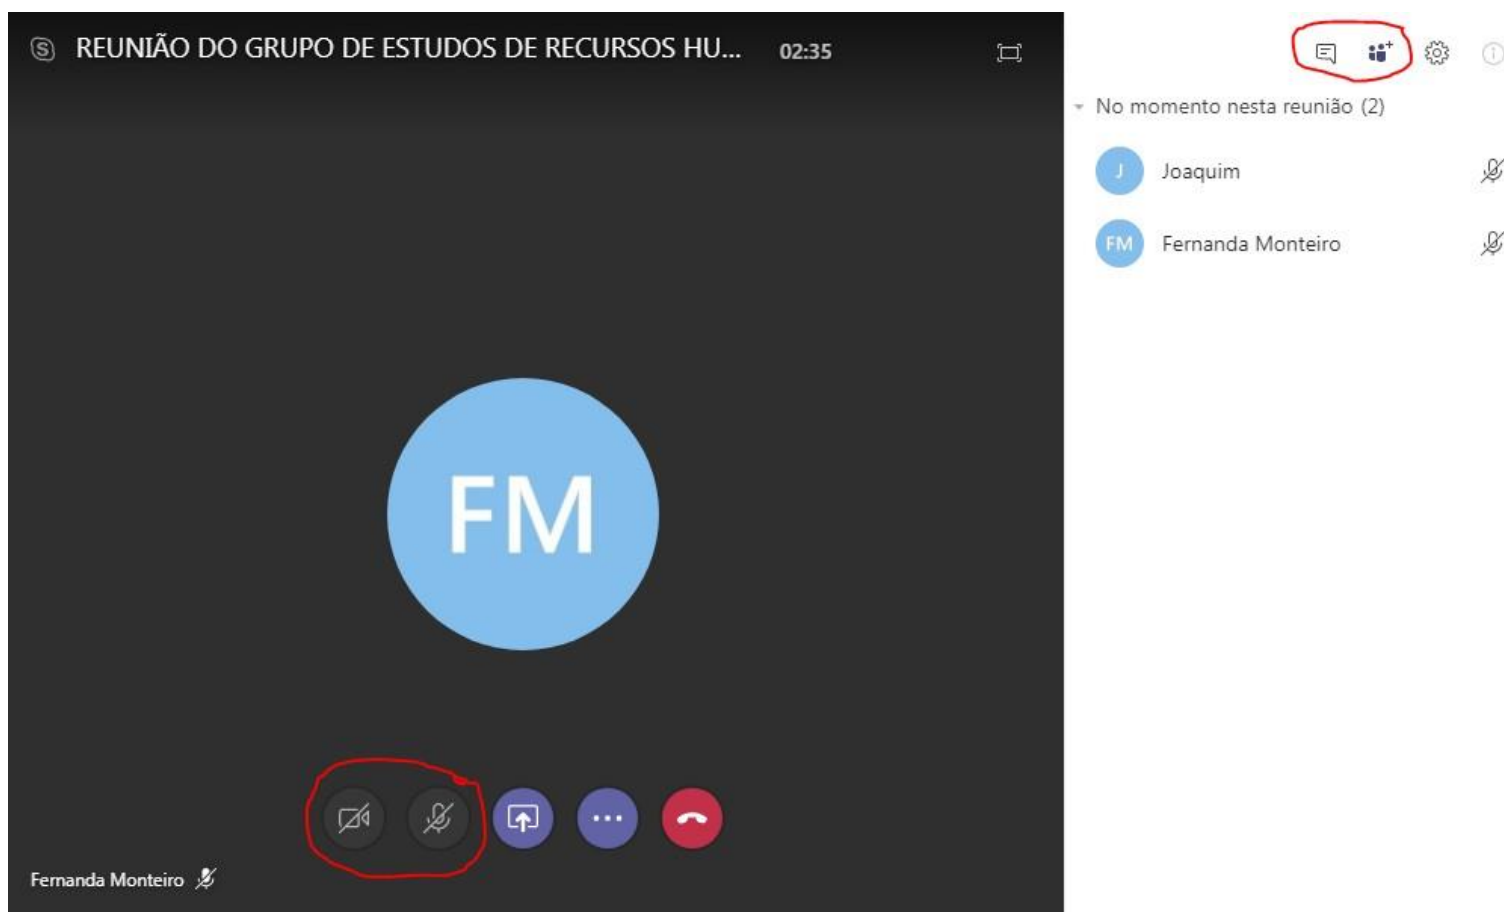 REUNIÃO DO GRUPO DE ESTUDOS DE RECURSOS HU... 02:35
No momento nesta reunião (2)
J Joaquim
FM Fernanda Monteiro
FM
Fernanda Monteiro